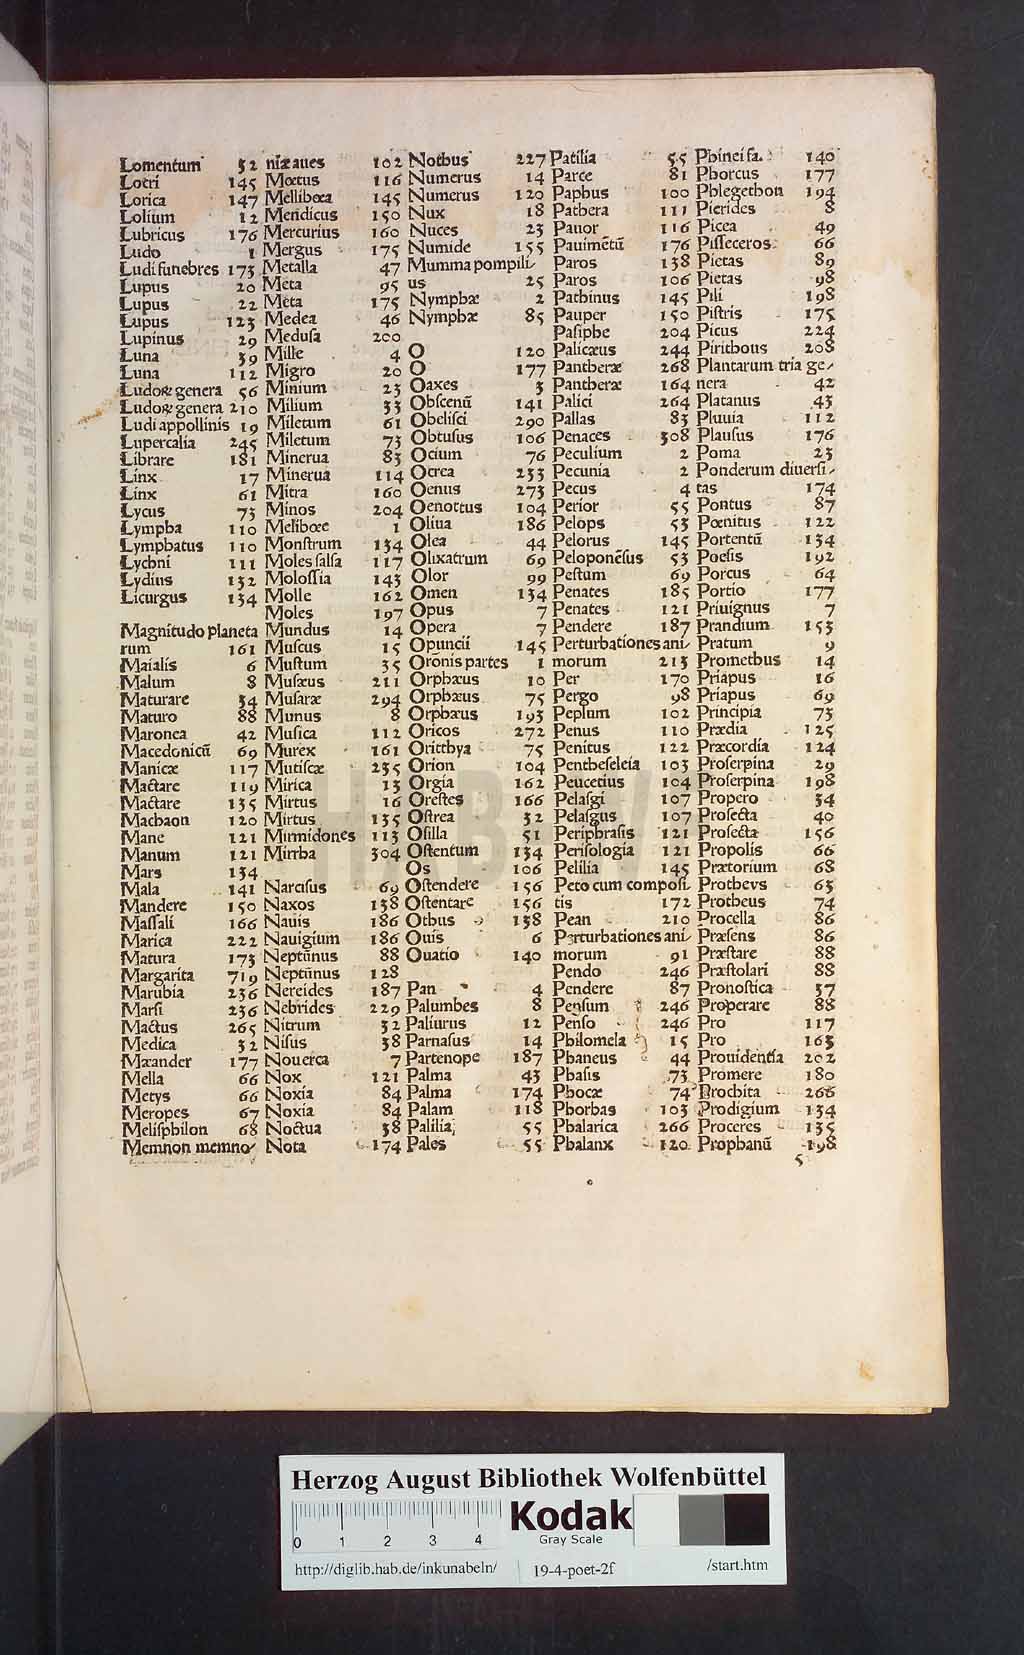 Lomentum 32
Locri 145
Lorica 147
Lolium 12
Lubricus 176
Ludo 1
Ludi funebres 173
Lupus 20
Lupus 22
Lupus 123
Lupinus 29
Luna 39
Luna 112
Ludoꝝ genera 56
Ludoꝝ genera 210
Ludi appollinis 19
Lupercalia 245
Librare 181
Linx 17
Linx 61
Lycus 73
Lympha 110
Lymphatus 110
Lychni 111
Lydius 132
Licurgus 134
Magnitudo planeta
rum 161
Maialis 6
Malum 8
Maturare 34
Maturo 88
Maronea 42
Macedonicū 69
Manicæ 117
Mactare 119
Mactare 135
Machaon 120
Mane 121
Manum 121
Mars 134
Mala 141
Mandere 150
Massali 166
Marica 222
Matura 173
Margarita 719
Marubia 236
Marsi 236
Mactus 265
Medica 32
Mæander 177
Mella 66
Metys 66
Meropes 67
Melisphilon 68
Memnon memno
niæ aues 102
Mœtus 116
Mellibœa 145
Meridicus 150
Mercurius 160
Mergus 175
Metalla 47
Meta 95
Meta 175
Medea 46
Medusa 200
Mille 4
Migro 20
Minium 23
Milium 33
Miletum 61
Miletum 73
Minerua 83
Minerua 114
Mitra 160
Minos 204
Melibœe 1
Monstrum 134
Moles salsa 117
Molossia 143
Molle 162
Moles 197
Mundus 14
Muscus 15
Mustum 35
Musæus 211
Musaræ 294
Munus 8
Musica 112
Murex 161
Mutiscæ 235
Mirica 13
Mirtus 16
Mirtus 135
Mirmidones 113
Mirrha 304
Narcisus 69
Naxos 138
Nauis 186
Nauigium 186
Neptūnus 88
Neptūnus 128
Nereides 187
Nebrides 229
Nitrum 32
Nisus 38
Nouerca 7
Nox 121
Noxia 84
Noxia 84
Noctua 38
Nota 174
Nothus 227
Numerus 14
Numerus 120
Nux 18
Nuces 23
Numide 155
Mumma pompili
us 25
Nymphæ 2
Nymphæ 85
O 120
O 177
Oaxes 3
Obscenū 141
Obelisci 290
Obtusus 106
Ocium 76
Ocrea 233
Oenus 273
Oenottus 104
Oliua 186
Olea 44
Olixatrum 69
Olor 99
Omen 134
Opus 7
Opera 7
Opuncii 145
Orōnis partes 1
Orphæus 10
Orphæus 75
Orphæus 193
Oricos 272
Orithya 75
Orion 104
Orgia 162
Orestes 166
Ostrea 32
Osilla 51
Ostentum 134
Os 106
Ostendere 156
Ostentare 156
Othus 138
Ouis 6
Ouatio 140
Pan 4
Palumbes 8
Paliurus 12
Parnasus 14
Partenope 187
Palma 43
Palma 174
Palam 118
Palilia 55
Pales 55
Patilia 55
Parce 81
Paphus 100
Pathera 111
Pauor 116
Pauimētū 176
Paros 138
Paros 106
Pathinus 145
Pauper 150
Pasiphe 204
Palicæus 244
Pantheræ 268
Pantheræ 164
Palici 264
Pallas 83
Penaces 308
Peculium 2
Pecunia 2
Pecus 4
Perior 55
Pelops 53
Pelorus 145
Peloponēsus 53
Pestum 69
Penates 185
Penates 121
Pendere 187
Perturbationes ani
morum 213
Per 170
Pergo 98
Peplum 102
Penus 110
Penitus 122
Pentheseleia 103
Peucetius 104
Pelasgi 107
Pelasgus 107
Periphrasis 121
Perisologia 121
Pelilia 145
Peto cum composi
tis 172
Pean 210
Perturbationes ani
morum 91
Pendo 246
Pendere 87
Pensum 246
Penso 246
Philomela 15
Phaneus 44
Phasis 73
Phocæ 74
Phorbas 103
Phalarica 266
Phalanx 120
Phinei fa. 140
Phorcus 177
Phlegethon 194
Pierides 8
Picea 49
Pisseceros 66
Pietas 89
Pietas 98
Pili 198
Pistris 175
Picus 224
Pirithous 208
Plantarum tria ge
nera 42
Platanus 43
Pluuia 112
Plausus 176
Poma 23
Ponderum diuersi
tas 174
Pontus 87
Pœnitus 122
Portentū 134
Poesis 192
Porcus 64
Portio 177
Priuignus 7
Prandium 153
Pratum 9
Promethus 14
Priapus 16
Priapus 69
Principia 73
Prædia 125
Præcordia 124
Proserpina 29
Proserpina 198
Propero 34
Prosecta 40
Prosecta 156
Propolis 66
Prætorium 68
Prothevs 63
Protheus 74
Procella 86
Præsens 86
Præstare 88
Præstolari 88
Pronostica 37
Properare 88
Pro 117
Pro 163
Prouidentia 202
Promere 180
Prochita 266
Prodigium 134
Proceres 135
Prophanū 198
5
HAB
Herzog August Bibliothek Wolfenbüttel
0 1 2 3 4
Kodak
Gray Scale
http://diglib.hab.de/inkunabeln/ 19-4-poet-2f /start.htm